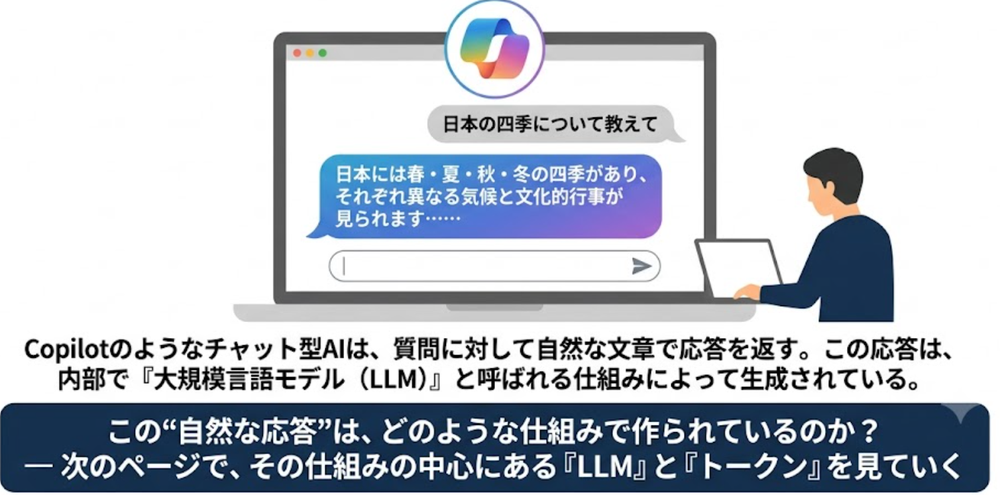 日本の四季について教えて
日本には春・夏・秋・冬の四季があり、
それぞれ異なる気候と文化的行事が
見られます……
Copilotのようなチャット型AIは、質問に対して自然な文章で応答を返す。この応答は、
内部で『大規模言語モデル（LLM）』と呼ばれる仕組みによって生成されている。
この“自然な応答”は、どのような仕組みで作られているのか？
― 次のページで、その仕組みの中心にある『LLM』と『トークン』を見ていく